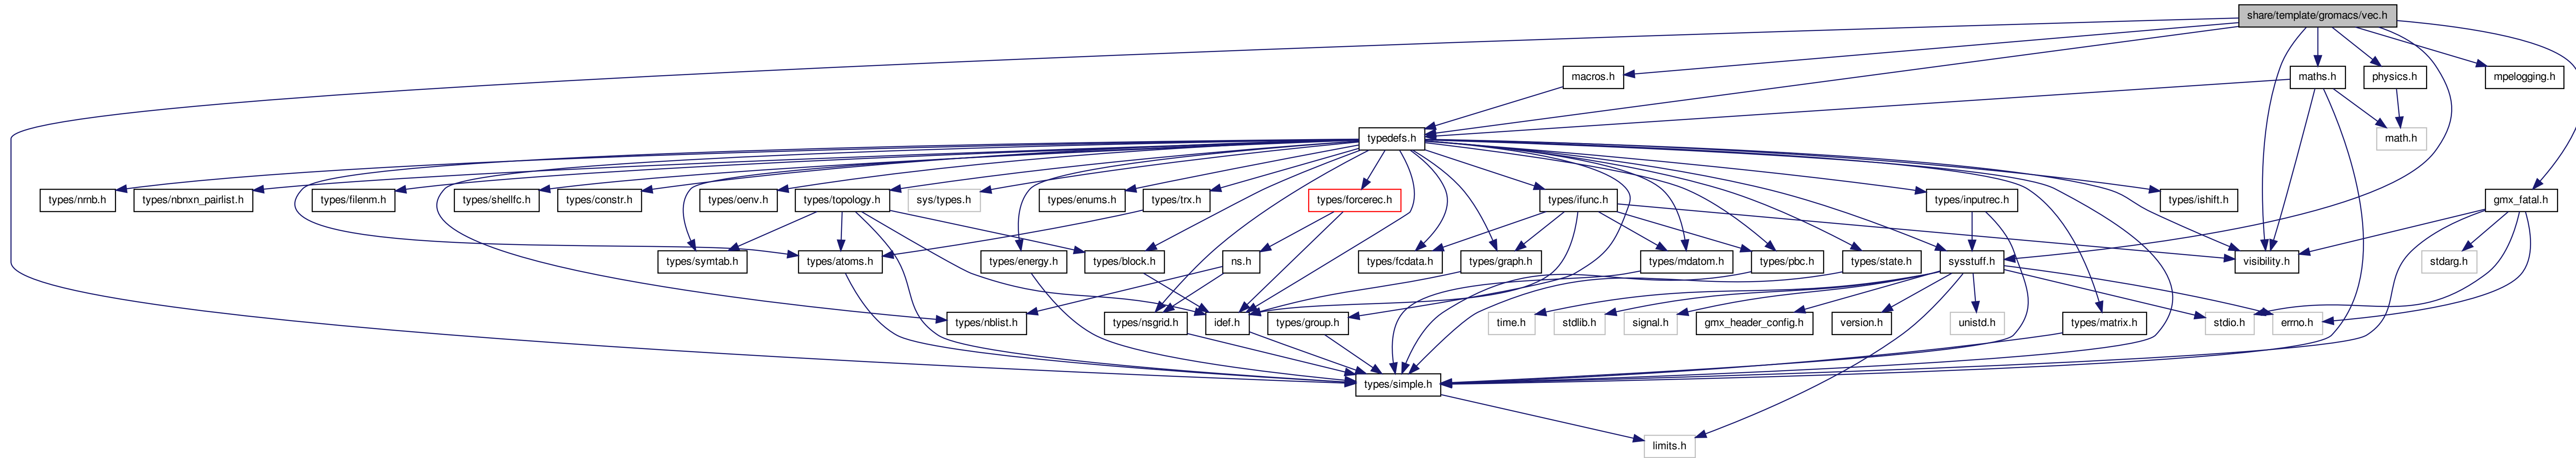 share/template/gromacs/vec.h
macros.h
maths.h
physics.h
mpelogging.h
typedefs.h
math.h
types/nrnb.h
types/nbnxn_pairlist.h
types/filenm.h
types/shellfc.h
types/constr.h
types/oenv.h
types/topology.h
sys/types.h
types/enums.h
types/trx.h
types/forcerec.h
types/ifunc.h
types/inputrec.h
types/ishift.h
gmx_fatal.h
types/symtab.h
types/atoms.h
types/energy.h
types/block.h
ns.h
types/fcdata.h
types/graph.h
types/mdatom.h
types/pbc.h
types/state.h
sysstuff.h
visibility.h
stdarg.h
types/nblist.h
types/nsgrid.h
idef.h
types/group.h
time.h
stdlib.h
signal.h
gmx_header_config.h
version.h
unistd.h
types/matrix.h
stdio.h
errno.h
types/simple.h
limits.h